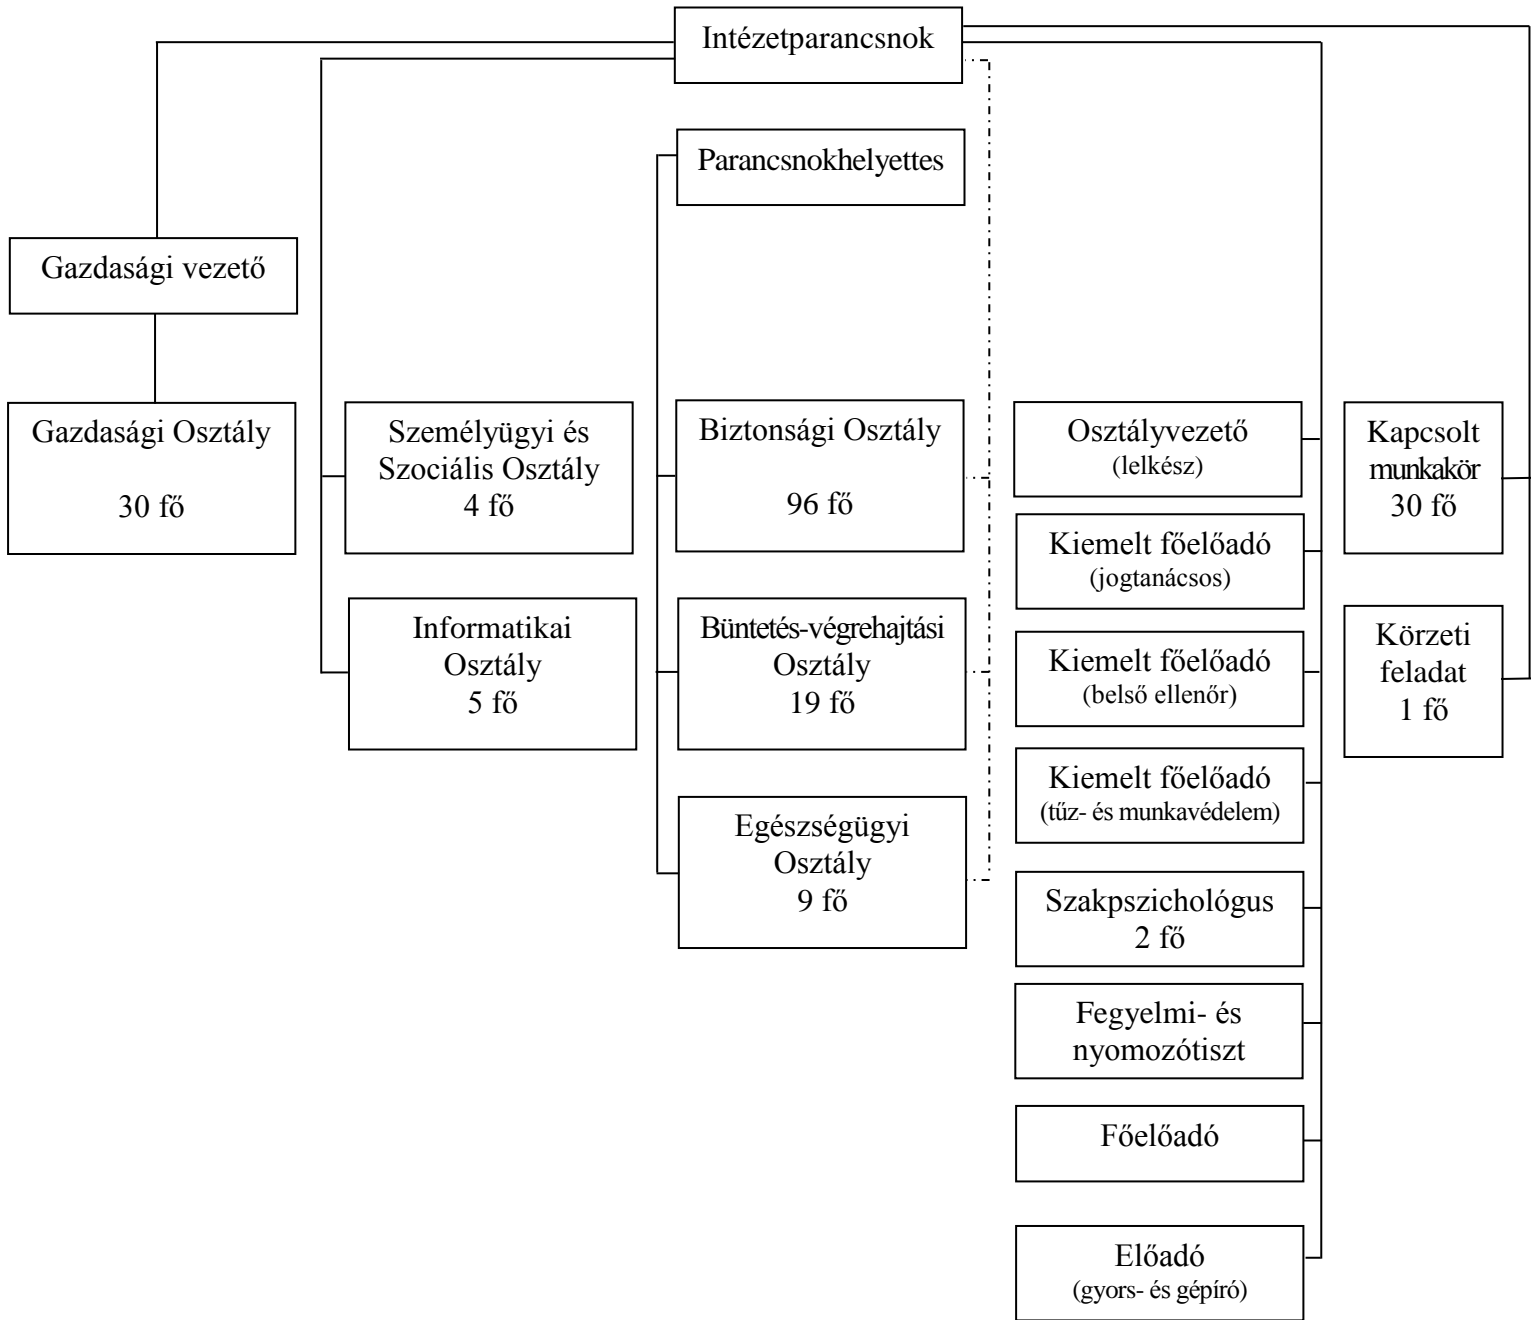 Intézetparancsnok
Parancsnokhelyettes
Gazdasági vezető
Gazdasági Osztály
30 fő
Személyügyi és
Szociális Osztály
4 fő
Informatikai
Osztály
5 fő
Biztonsági Osztály
96 fő
Büntetés-végrehajtási
Osztály
19 fő
Egészségügyi
Osztály
9 fő
Osztályvezető
(lelkész)
Kiemelt főelőadó
(jogtanácsos)
Kiemelt főelőadó
(belső ellenőr)
Kiemelt főelőadó
(tűz- és munkavédelem)
Szakpszichológus
2 fő
Fegyelmi- és
nyomozótiszt
Főelőadó
Előadó
(gyors- és gépíró)
Kapcsolt
munkakör
30 fő
Körzeti
feladat
1 fő